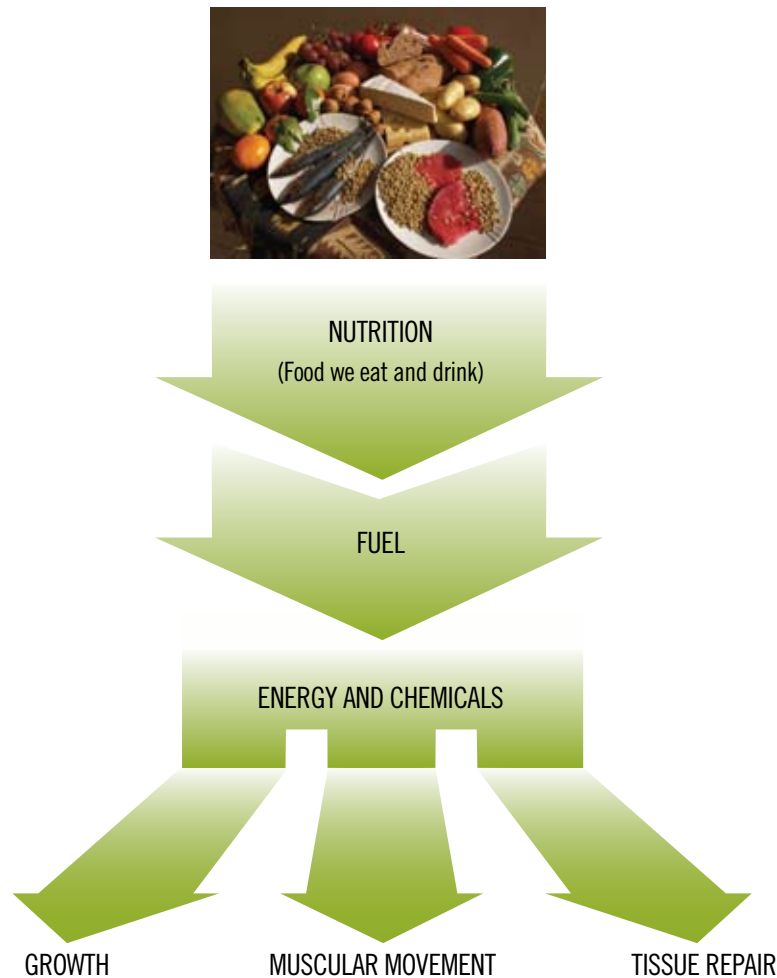 NUTRITION
(Food we eat and drink)
FUEL
ENERGY AND CHEMICALS
GROWTH
MUSCULAR MOVEMENT
TISSUE REPAIR